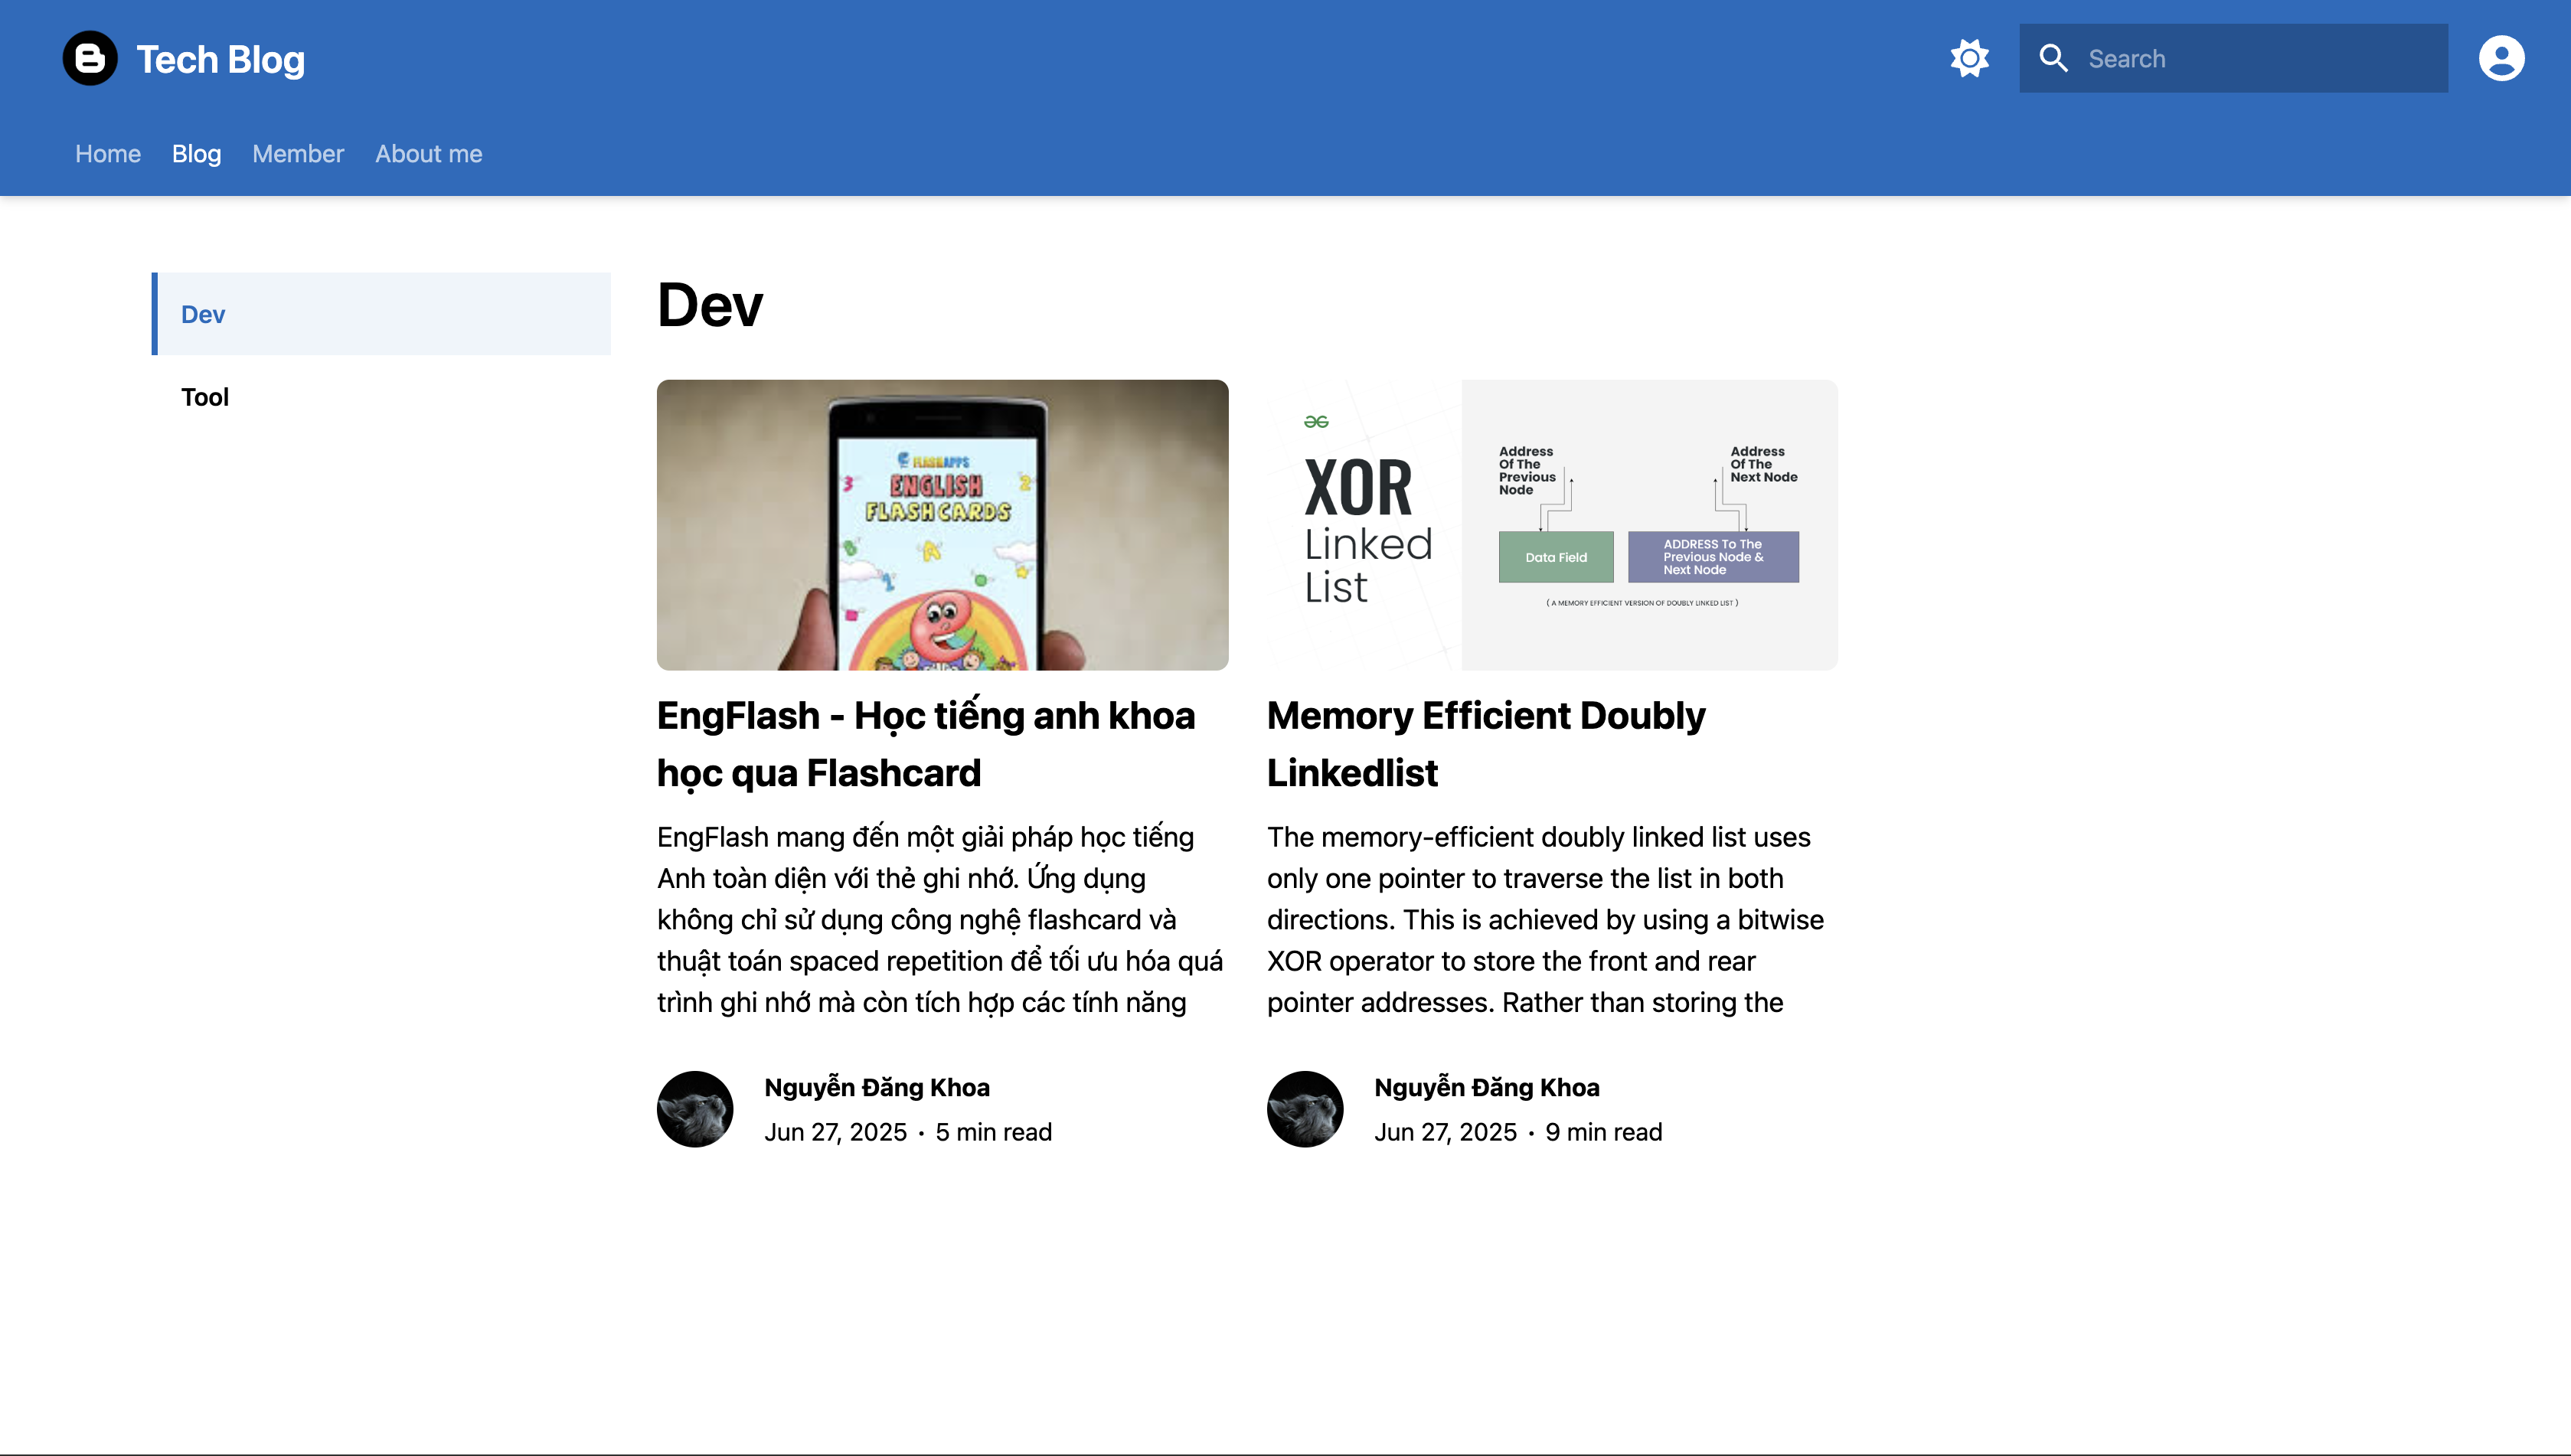 Tech Blog
Search
Home Blog Member About me
Dev
Tool
Dev
FLASHAPPS
ENGLISH
FLASHCARDS
XOR
Linked
List
Address
Of The
Previous
Node
Address
Of The
Next Node
Data Field
ADDRESS To The
Previous Node &
Next Node
( A MEMORY EFFICIENT VERSION OF DOUBLY LINKED LIST )
EngFlash - Học tiếng anh khoa
học qua Flashcard
EngFlash mang đến một giải pháp học tiếng
Anh toàn diện với thẻ ghi nhớ. Ứng dụng
không chỉ sử dụng công nghệ flashcard và
thuật toán spaced repetition để tối ưu hóa quá
trình ghi nhớ mà còn tích hợp các tính năng
Nguyễn Đăng Khoa
Jun 27, 2025 • 5 min read
Memory Efficient Doubly
Linkedlist
The memory-efficient doubly linked list uses
only one pointer to traverse the list in both
directions. This is achieved by using a bitwise
XOR operator to store the front and rear
pointer addresses. Rather than storing the
Nguyễn Đăng Khoa
Jun 27, 2025 • 9 min read